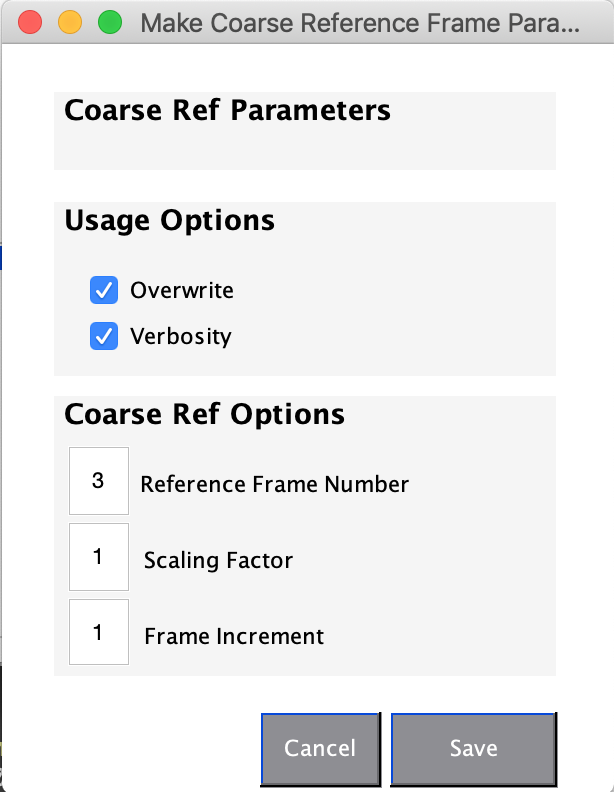 Make Coarse Reference Frame Para...
Coarse Ref Parameters
Usage Options
Overwrite
Verbosity
Coarse Ref Options
3 Reference Frame Number
1 Scaling Factor
1 Frame Increment
Cancel Save